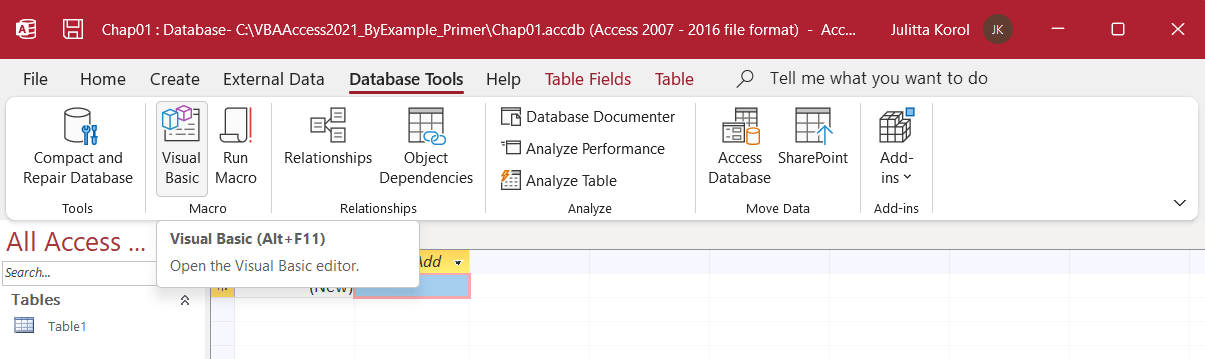 Chap01 : Database- C:\VBAAccess2021_ByExample_Primer\Chap01.accdb (Access 2007 - 2016 file format) - Acc... Julitta Korol JK
File Home Create External Data Database Tools Help Table Fields Table Tell me what you want to do
Compact and
Repair Database
Tools
Visual
Basic
Run
Macro
Macro
Relationships
Object
Dependencies
Relationships
Database Documenter
Analyze Performance
Analyze Table
Analyze
Access
Database
SharePoint
Move Data
Add-
ins
Add-ins
All Access ...
Search...
Tables
Table1
Visual Basic (Alt+F11)
Open the Visual Basic editor.
Add
(New)